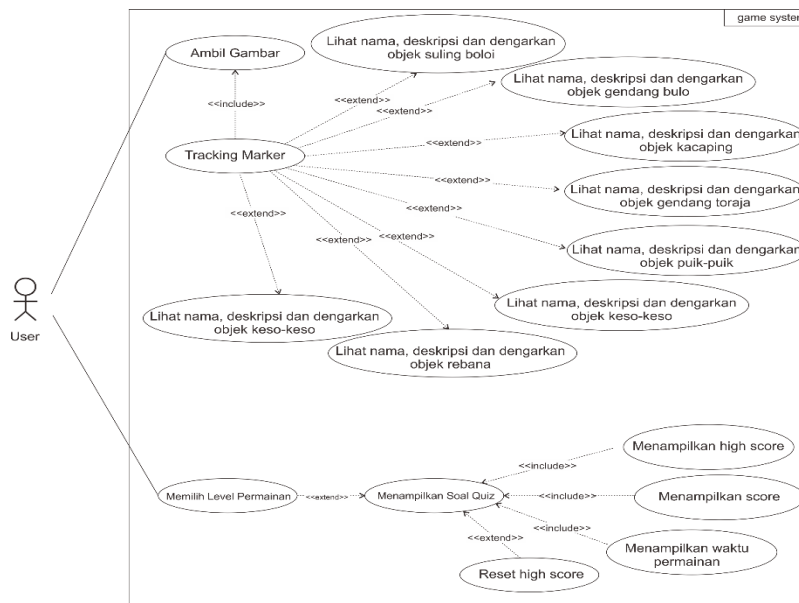 game system
Ambil Gambar
Lihat nama, deskripsi dan dengarkan
objek suling boloi
<<extend>>
Lihat nama, deskripsi dan dengarkan
objek gendang bulo
<<include>>
<<extend>>
<<extend>>
Lihat nama, deskripsi dan dengarkan
objek kacaping
Tracking Marker
<<extend>>
Lihat nama, deskripsi dan dengarkan
objek gendang toraja
<<extend>>
<<extend>>
<<extend>>
<<extend>>
Lihat nama, deskripsi dan dengarkan
objek puik-puik
User
Lihat nama, deskripsi dan dengarkan
objek keso-keso
Lihat nama, deskripsi dan dengarkan
objek keso-keso
Lihat nama, deskripsi dan dengarkan
objek rebana
Menampilkan high score
<<include>>
Memilih Level Permainan
<<extend>>
Menampilkan Soal Quiz
<<include>>
Menampilkan score
<<include>>
<<extend>>
Menampilkan waktu
permainan
Reset high score